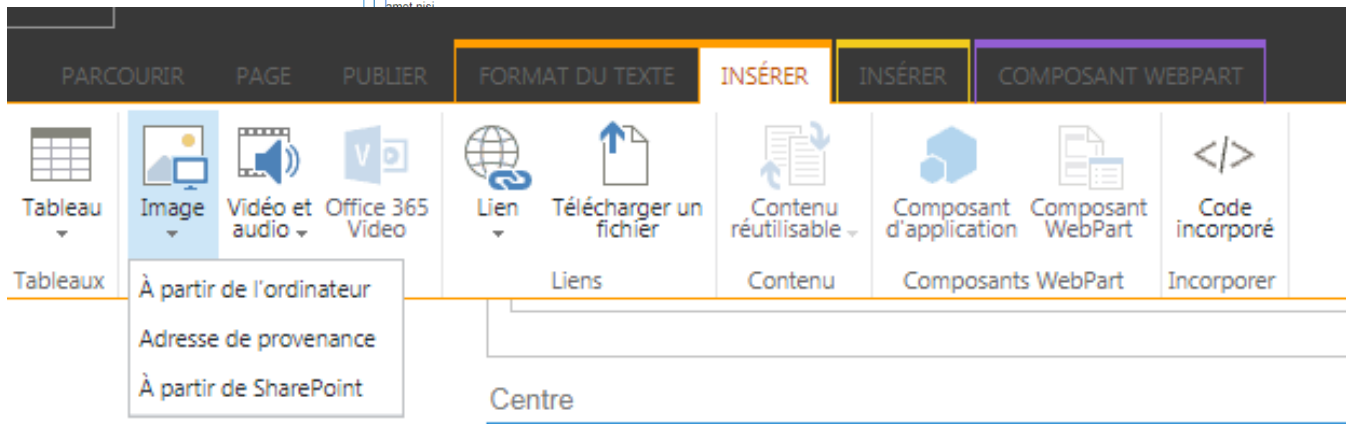 amet nisi
PARCOURIR PAGE PUBLIER FORMAT DU TEXTE INSÉRER INSÉRER COMPOSANT WEBPART
Tableau Image Vidéo et Office 365 Lien Télécharger un Contenu Composant Composant Code
audio Video fichier réutilisable d'application WebPart incorporé
Tableaux Liens Contenu Composants WebPart Incorporer
À partir de l'ordinateur
Adresse de provenance
À partir de SharePoint
Centre